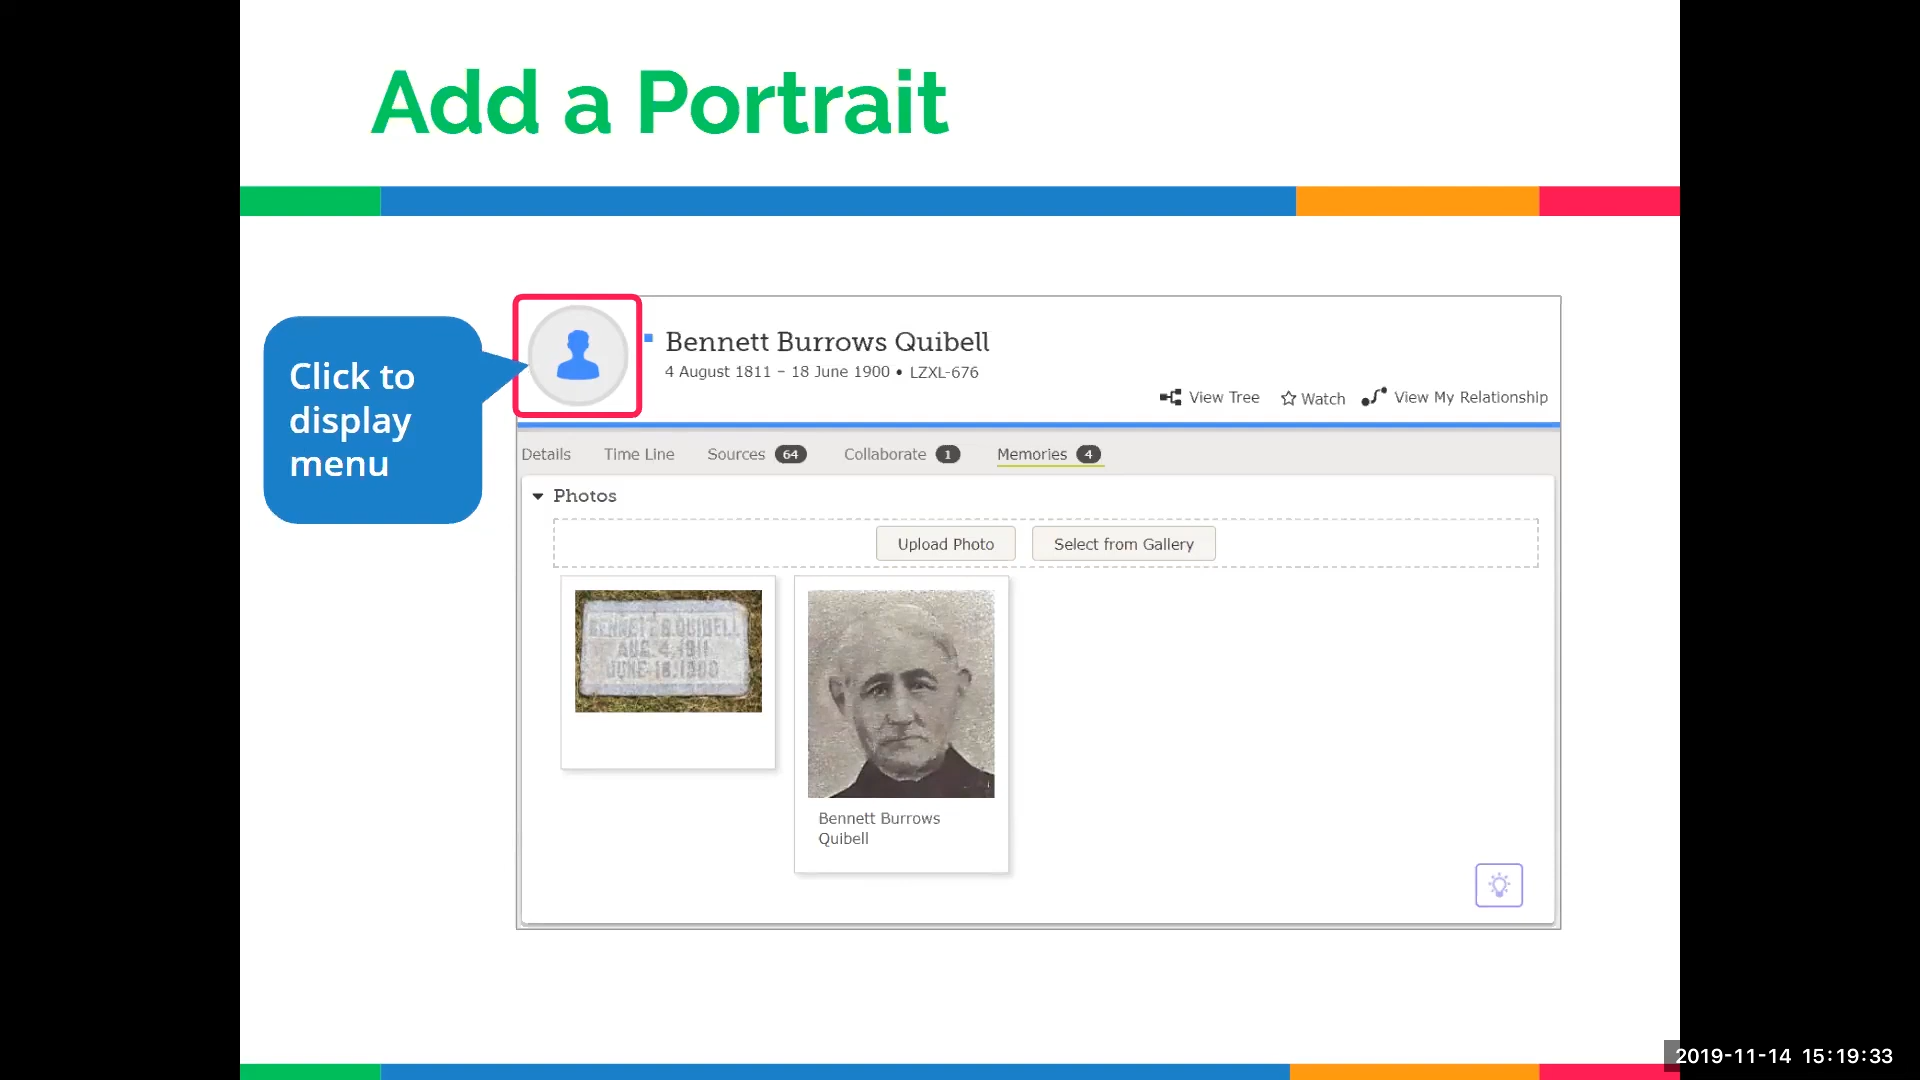 Add a Portrait
Click to
display
menu
Bennett Burrows Quibell
4 August 1811 – 18 June 1900 • LZXL-676
View Tree Watch View My Relationship
Details Time Line Sources 64 Collaborate 1 Memories 4
Photos
Upload Photo Select from Gallery
BENNETT B. QUIBELL
AUG. 4, 1811
JUNE 18, 1900
Bennett Burrows
Quibell
2019-11-14 15:19:33